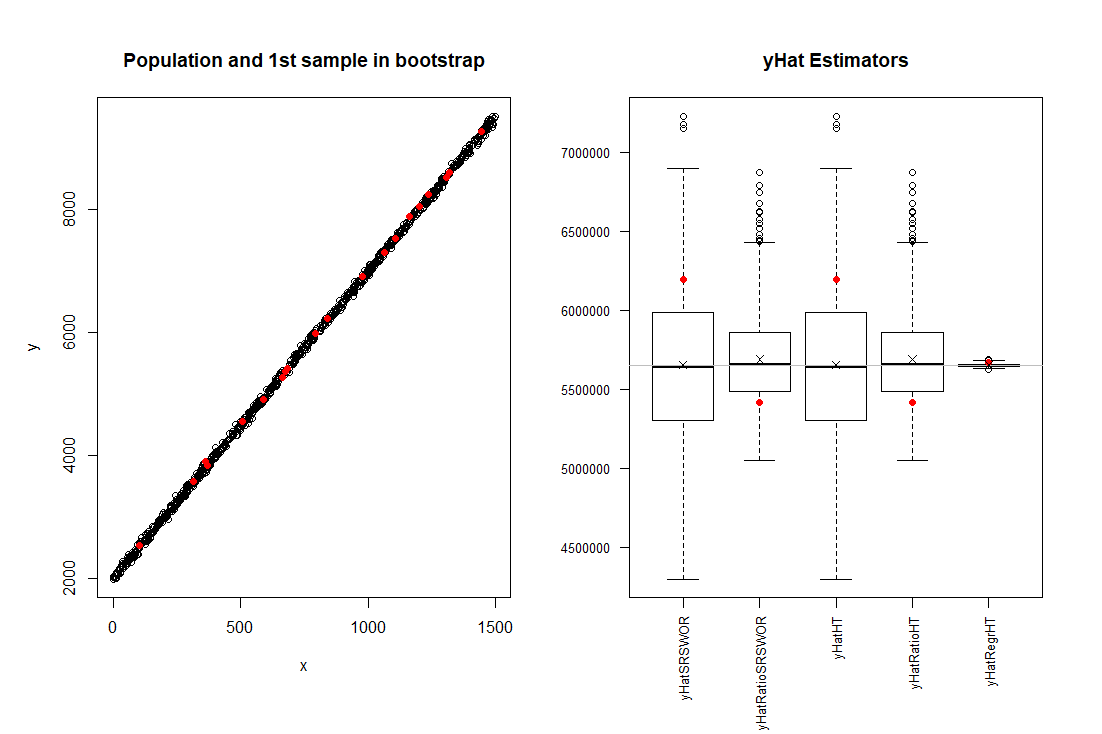 Population and 1st sample in bootstrap
y
8000
6000
4000
2000
0
500
1000
1500
x
yHat Estimators
7000000
6500000
6000000
5500000
5000000
4500000
yHatSRSWOR
yHatRatioSRSWOR
yHatHT
yHatRatioHT
yHatRegrHT